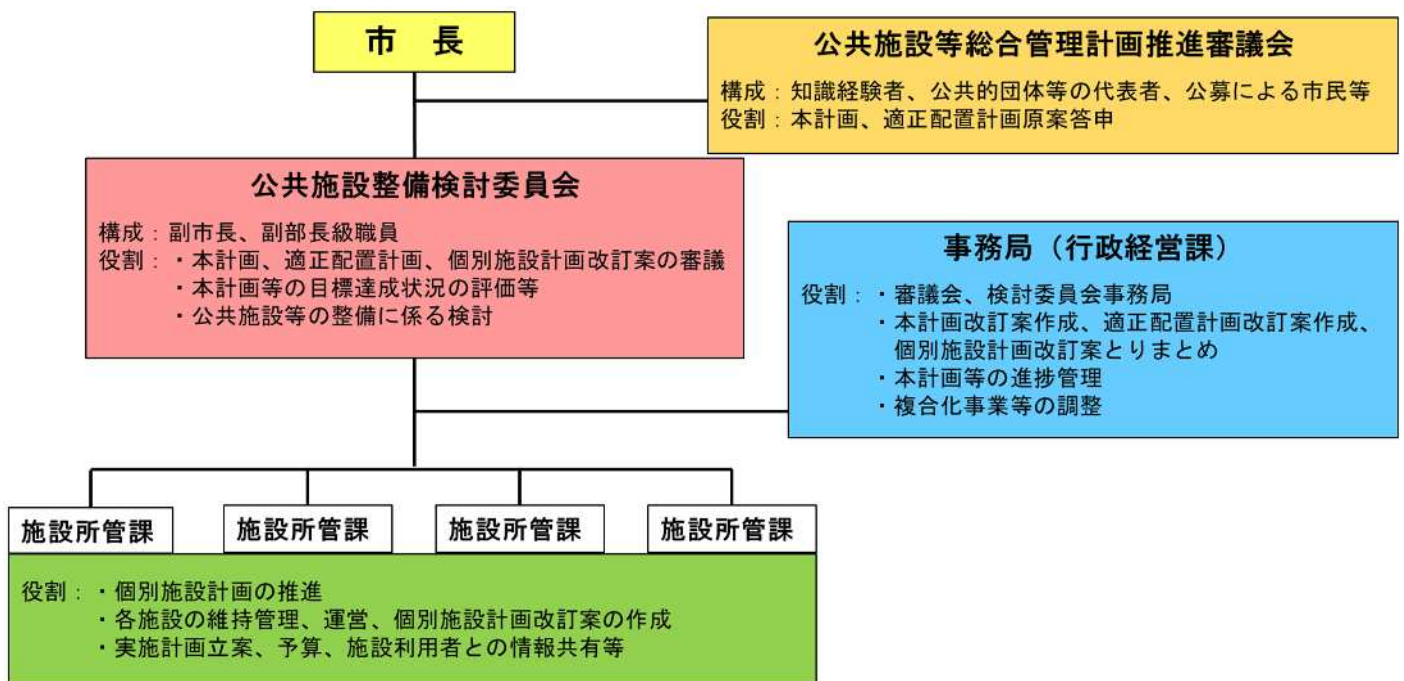 市　長
公共施設等総合管理計画推進審議会
構成：知識経験者、公共的団体等の代表者、公募による市民等
役割：本計画、適正配置計画原案答申
公共施設整備検討委員会
構成：副市長、副部長級職員
役割：・本計画、適正配置計画、個別施設計画改訂案の審議
・本計画等の目標達成状況の評価等
・公共施設等の整備に係る検討
事務局（行政経営課）
役割：・審議会、検討委員会事務局
・本計画改訂案作成、適正配置計画改訂案作成、
個別施設計画改訂案とりまとめ
・本計画等の進捗管理
・複合化事業等の調整
施設所管課
施設所管課
施設所管課
施設所管課
役割：・個別施設計画の推進
・各施設の維持管理、運営、個別施設計画改訂案の作成
・実施計画立案、予算、施設利用者との情報共有等